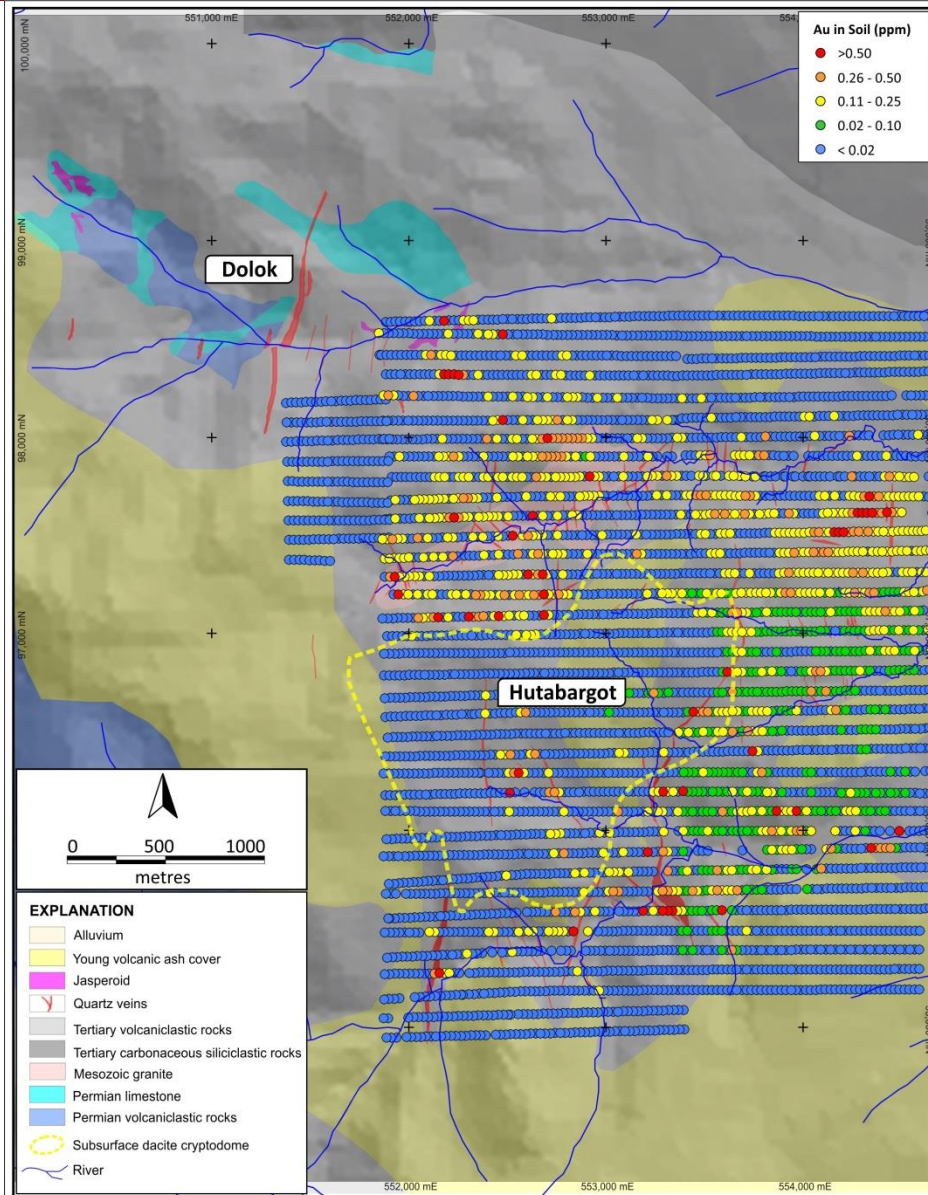 551,000 mE
552,000 mE
553,000 mE
554,
100,000 mN
Au in Soil (ppm)
>0.50
0.26 - 0.50
0.11 - 0.25
0.02 - 0.10
< 0.02
99,000 mN
Dolok
98,000 mN
97,000 mN
Hutabargot
0 500 1000
metres
EXPLANATION
Alluvium
Young volcanic ash cover
Jasperoid
Quartz veins
Tertiary volcaniclastic rocks
Tertiary carbonaceous siliciclastic rocks
Mesozoic granite
Permian limestone
Permian volcaniclastic rocks
Subsurface dacite cryptodome
River
552,000 mE
553,000 mE
554,000 mE